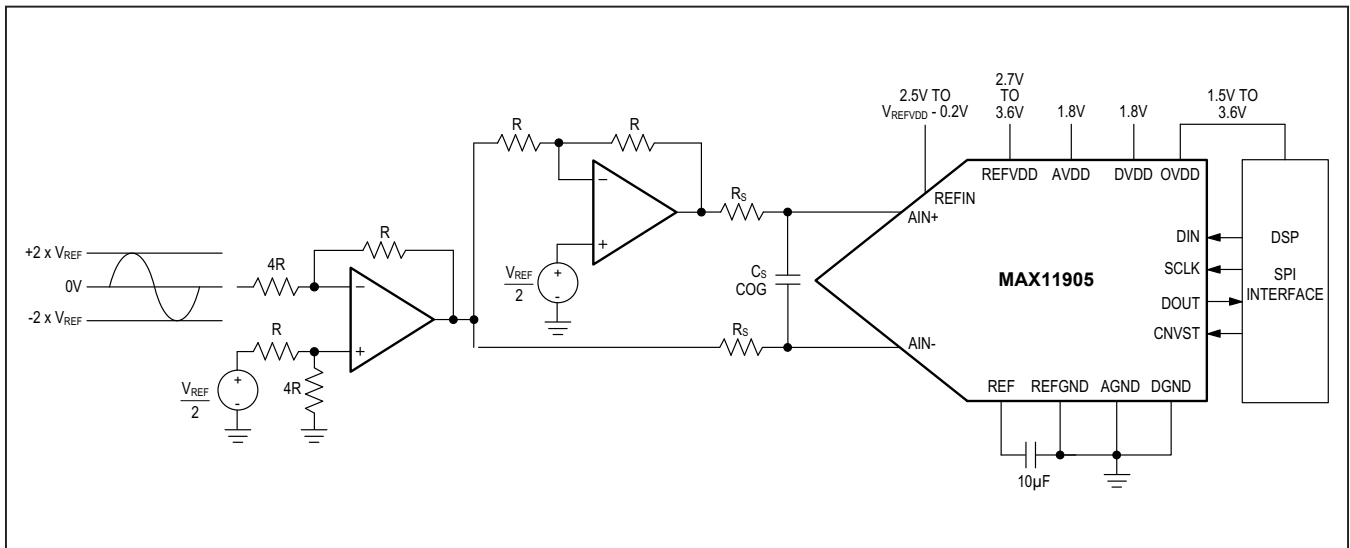 +2 x VREF
0V
-2 x VREF
4R
R
R
4R
VREF
2
+
-
-
+
R
R
-
+
VREF
2
+
-
RS
RS
CS
COG
2.5V TO
VREFVDD - 0.2V
2.7V
TO
3.6V
1.8V
1.8V
1.5V TO
3.6V
REFVDD
AVDD
DVDD
OVDD
REFIN
AIN+
AIN-
MAX11905
DIN
SCLK
DOUT
CNVST
DSP
SPI
INTERFACE
REF
REFGND
AGND
DGND
10µF